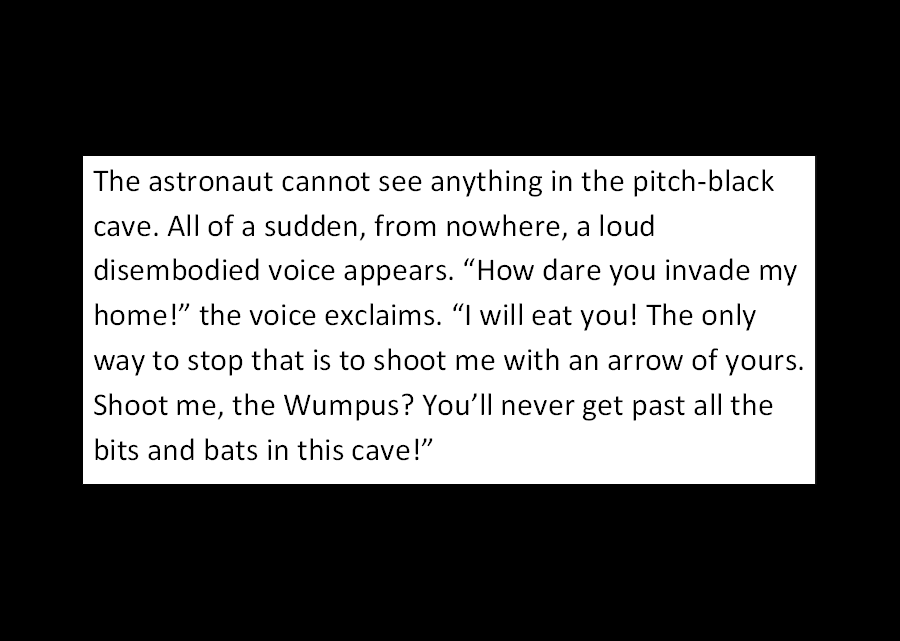 The astronaut cannot see anything in the pitch-black
cave. All of a sudden, from nowhere, a loud
disembodied voice appears. “How dare you invade my
home!” the voice exclaims. “I will eat you! The only
way to stop that is to shoot me with an arrow of yours.
Shoot me, the Wumpus? You’ll never get past all the
bits and bats in this cave!”